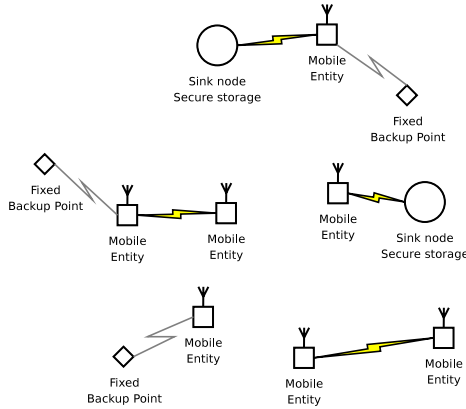 Mobile
Entity
Sink node
Secure storage
Fixed
Backup Point
Fixed
Backup Point
Mobile
Entity
Mobile
Entity
Mobile
Entity
Sink node
Secure storage
Mobile
Entity
Fixed
Backup Point
Mobile
Entity
Mobile
Entity